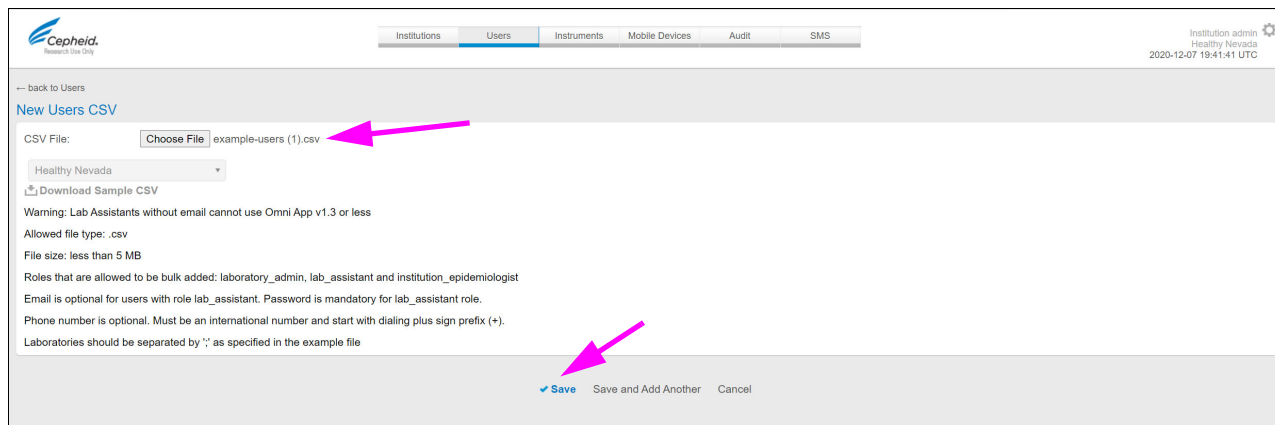 Cepheid.
Research Use Only
Institutions Users Instruments Mobile Devices Audit SMS
Institution admin
Healthy Nevada
2020-12-07 19:41:41 UTC
← back to Users
New Users CSV
CSV File: Choose File example-users (1).csv
Healthy Nevada
Download Sample CSV
Warning: Lab Assistants without email cannot use Omni App v1.3 or less
Allowed file type: .csv
File size: less than 5 MB
Roles that are allowed to be bulk added: laboratory_admin, lab_assistant and institution_epidemiologist
Email is optional for users with role lab_assistant. Password is mandatory for lab_assistant role.
Phone number is optional. Must be an international number and start with dialing plus sign prefix (+).
Laboratories should be separated by ';' as specified in the example file
Save Save and Add Another Cancel